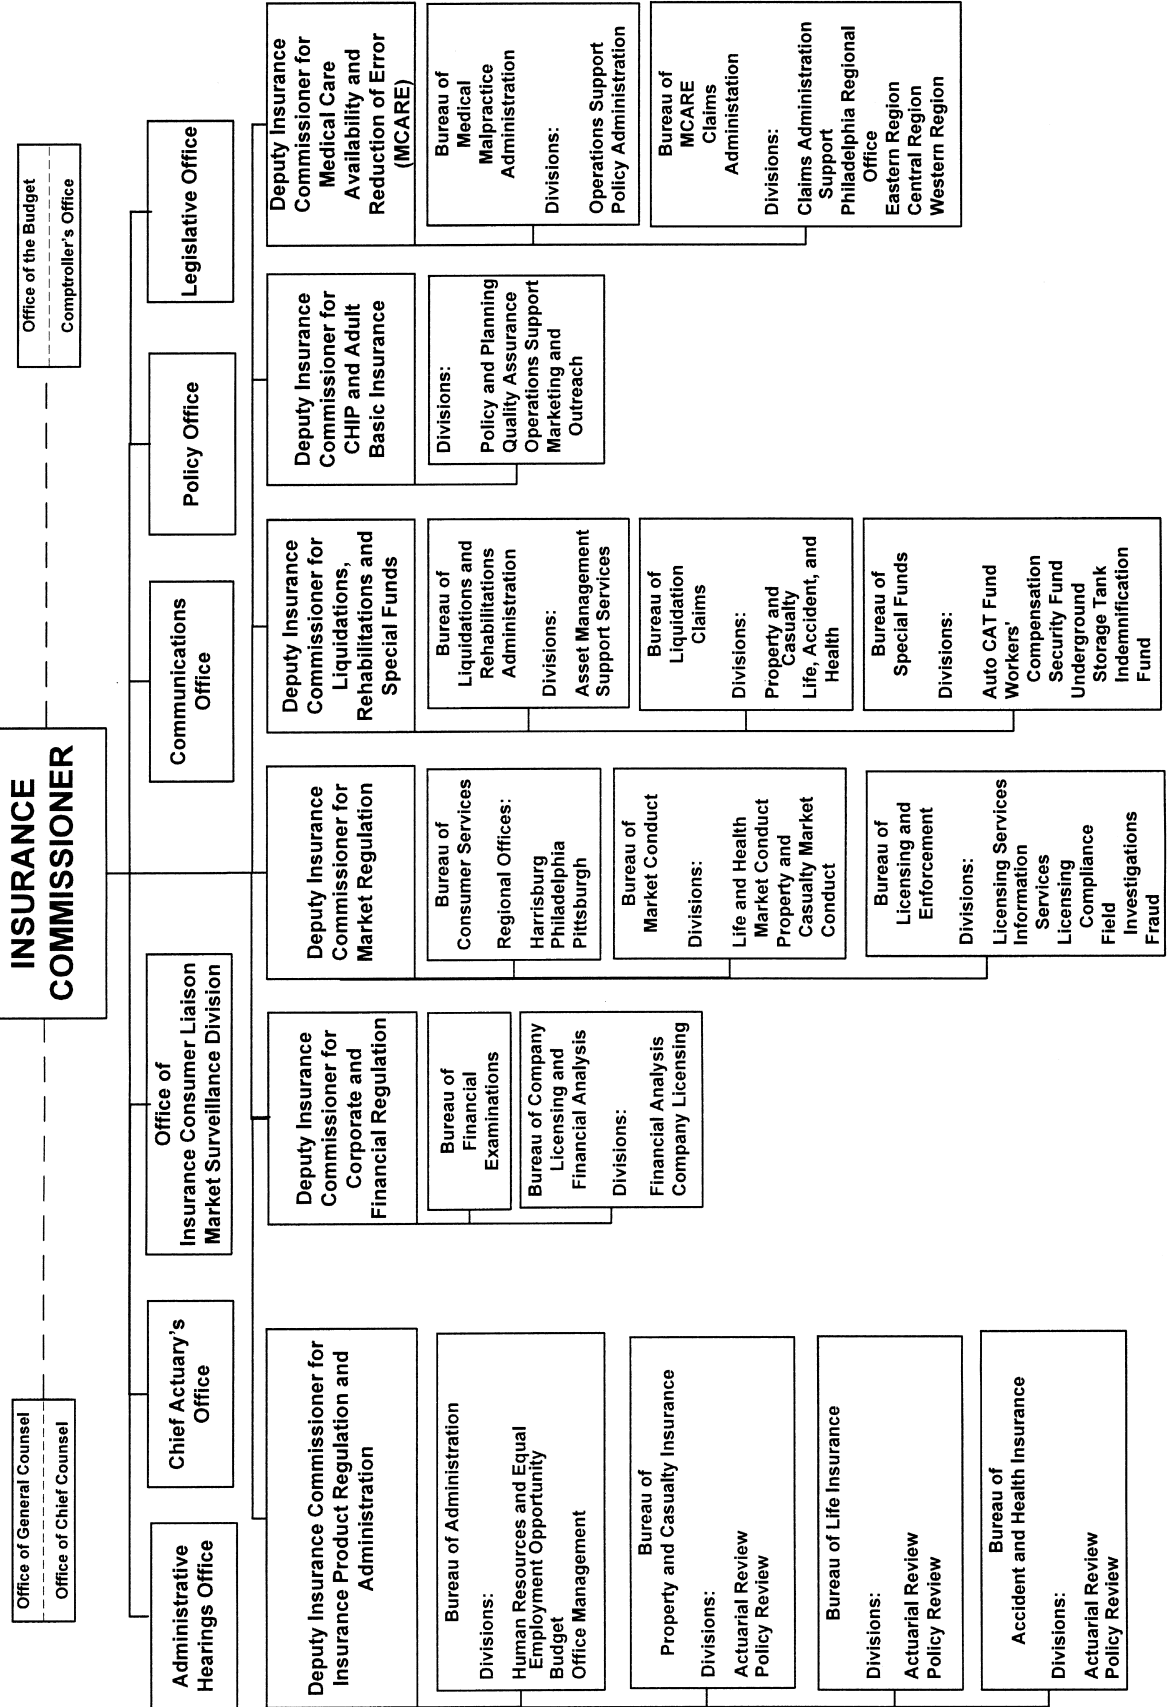 INSURANCE
COMMISSIONER
Office of General Counsel
Office of Chief Counsel
Office of the Budget
Comptroller's Office
Administrative
Hearings Office
Chief Actuary's
Office
Office of
Insurance Consumer Liaison
Market Surveillance Division
Communications
Office
Policy Office
Legislative Office
Deputy Insurance Commissioner for
Insurance Product Regulation and
Administration
Bureau of Administration
Divisions:
Human Resources and Equal
Employment Opportunity
Budget
Office Management
Bureau of
Property and Casualty Insurance
Divisions:
Actuarial Review
Policy Review
Bureau of Life Insurance
Divisions:
Actuarial Review
Policy Review
Bureau of
Accident and Health Insurance
Divisions:
Actuarial Review
Policy Review
Deputy Insurance
Commissioner for
Corporate and
Financial Regulation
Bureau of
Financial
Examinations
Bureau of Company
Licensing and
Financial Analysis
Divisions:
Financial Analysis
Company Licensing
Deputy Insurance
Commissioner for
Market Regulation
Bureau of
Consumer Services
Regional Offices:
Harrisburg
Philadelphia
Pittsburgh
Bureau of
Market Conduct
Divisions:
Life and Health
Market Conduct
Property and
Casualty Market
Conduct
Bureau of
Licensing and
Enforcement
Divisions:
Licensing Services
Information
Services
Licensing
Compliance
Field
Investigations
Fraud
Deputy Insurance
Commissioner for
Liquidations,
Rehabilitations and
Special Funds
Bureau of
Liquidations and
Rehabilitations
Administration
Divisions:
Asset Management
Support Services
Bureau of
Liquidation
Claims
Divisions:
Property and
Casualty
Life, Accident, and
Health
Bureau of
Special Funds
Divisions:
Auto CAT Fund
Workers'
Compensation
Security Fund
Underground
Storage Tank
Indemnification
Fund
Deputy Insurance
Commissioner for
CHIP and Adult
Basic Insurance
Divisions:
Policy and Planning
Quality Assurance
Operations Support
Marketing and
Outreach
Deputy Insurance
Commissioner for
Medical Care
Availability and
Reduction of Error
(MCARE)
Bureau of
Medical
Malpractice
Administration
Divisions:
Operations Support
Policy Administration
Bureau of
MCARE
Claims
Administation
Divisions:
Claims Administration
Support
Philadelphia Regional
Office
Eastern Region
Central Region
Western Region